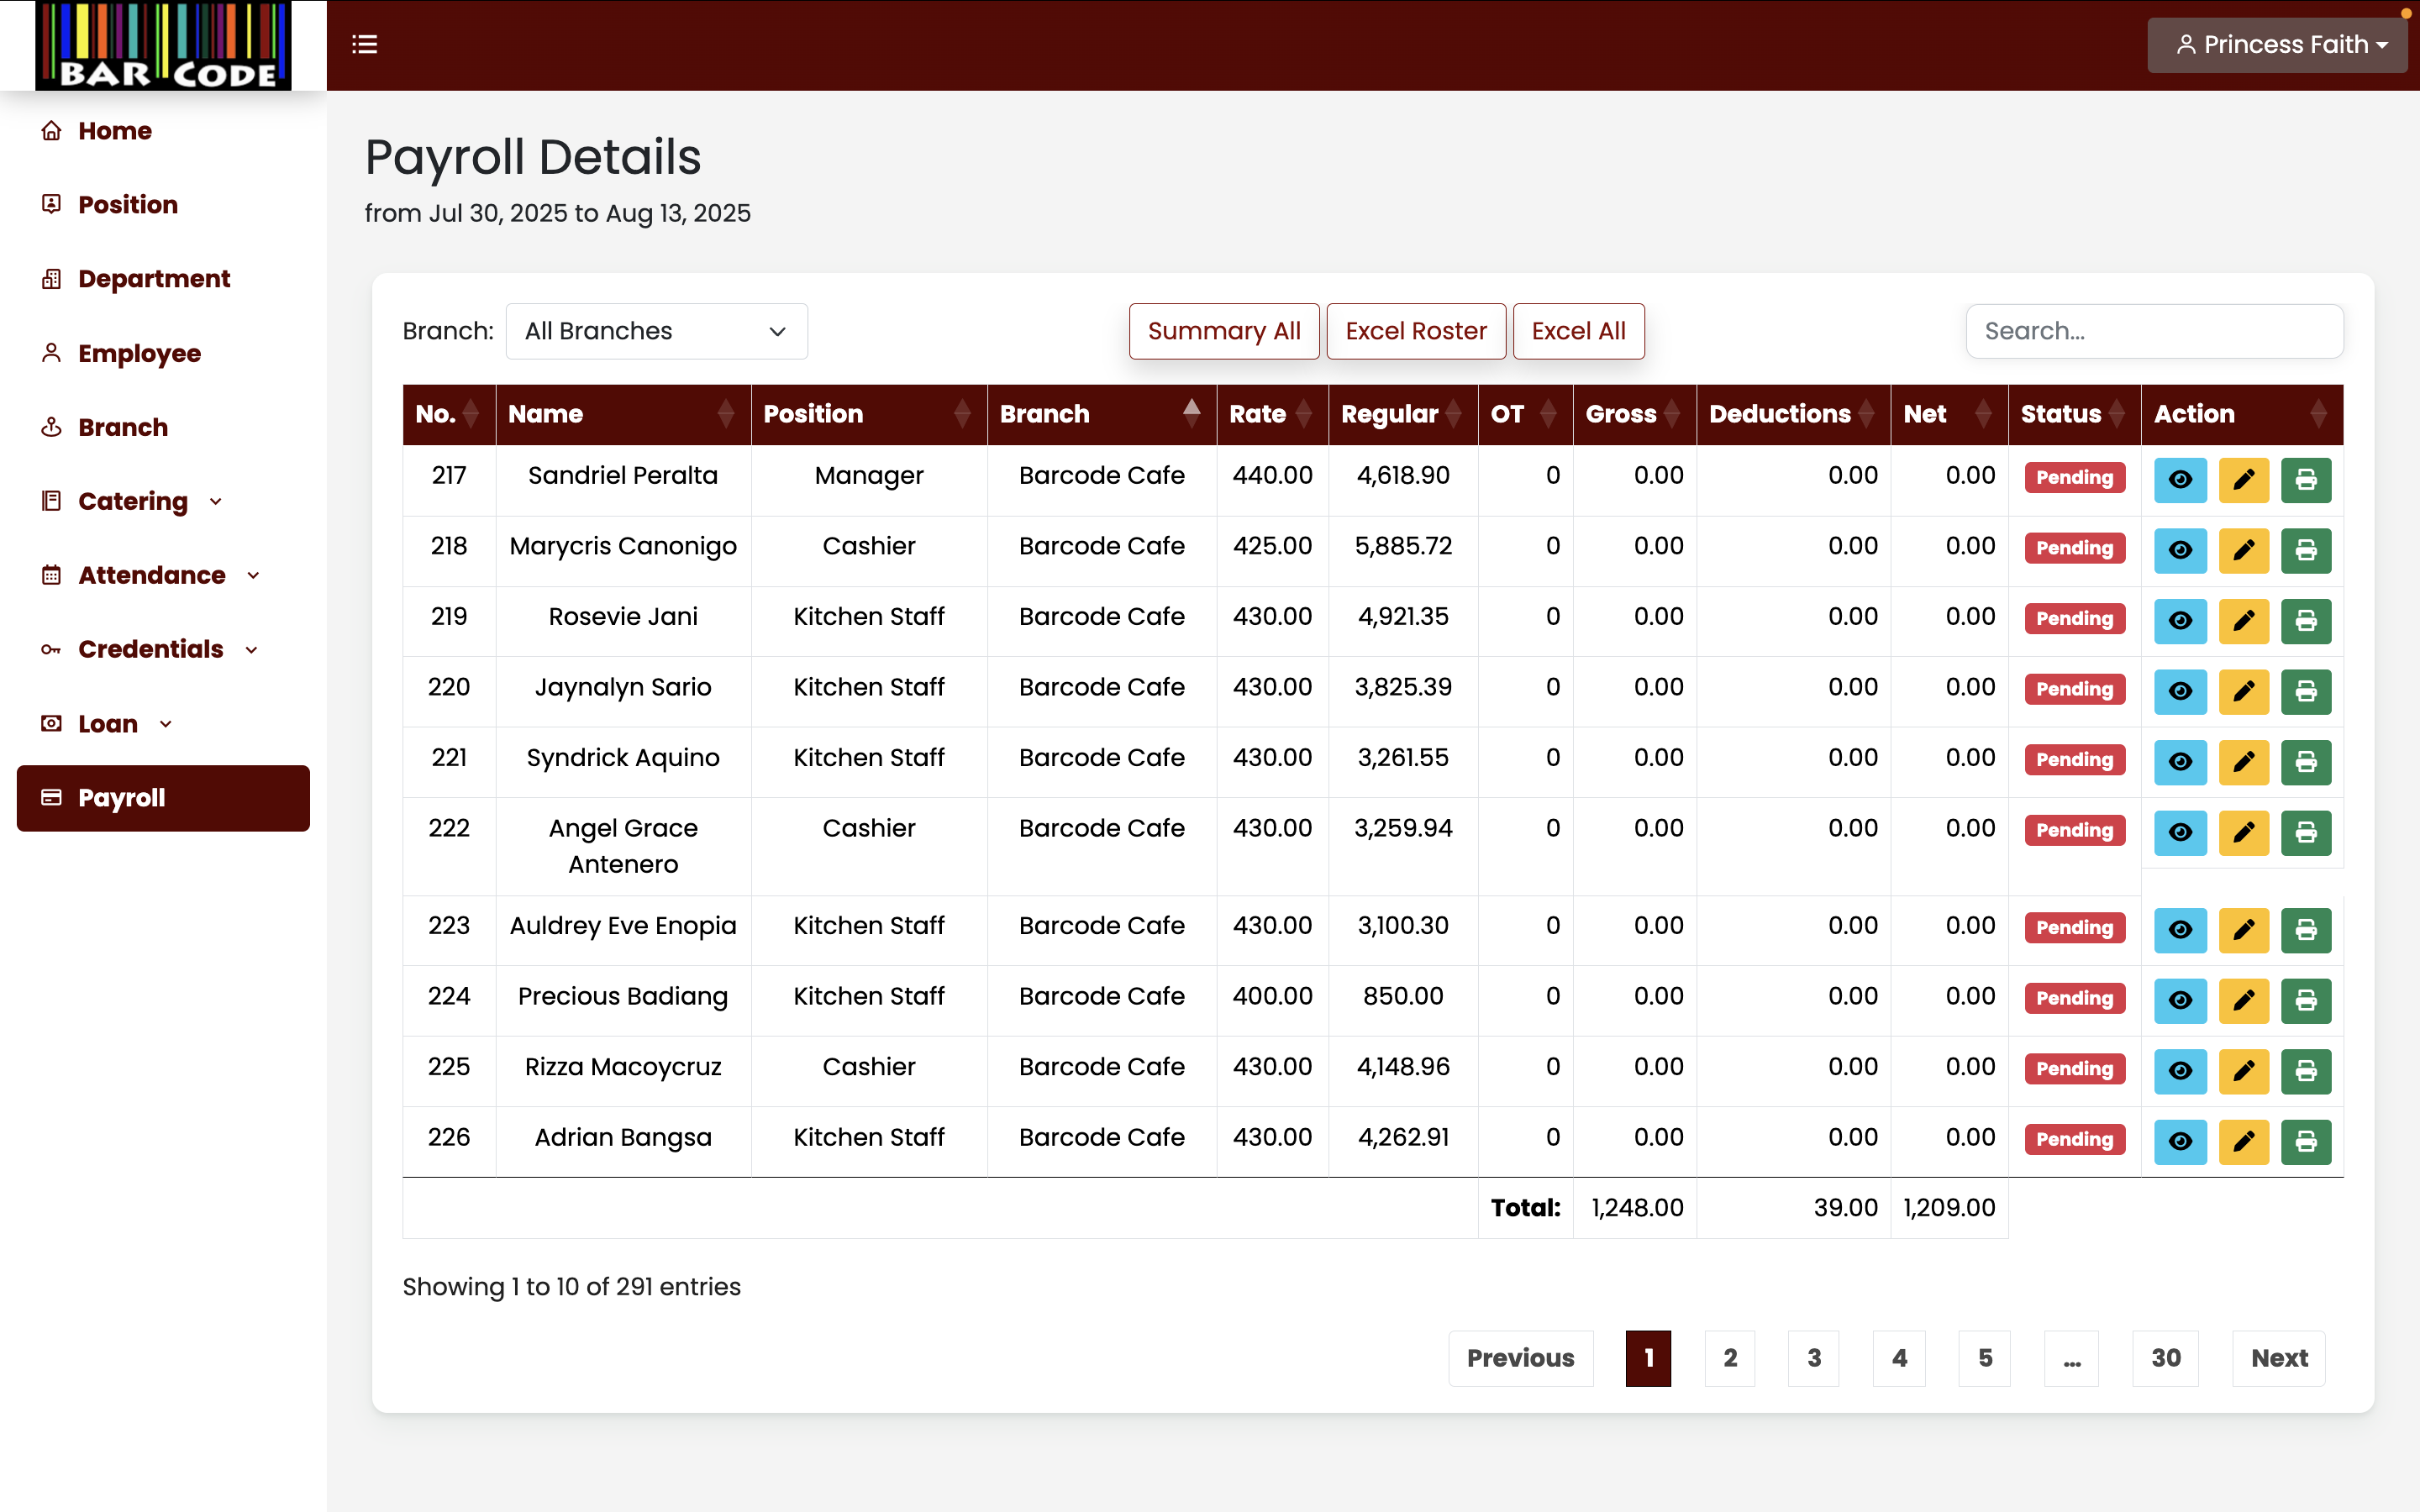 BAR CODE
Princess Faith
Home
Position
Department
Employee
Branch
Catering
Attendance
Credentials
Loan
Payroll
Payroll Details
from Jul 30, 2025 to Aug 13, 2025
Branch: All Branches Summary All Excel Roster Excel All Search...
No. Name Position Branch Rate Regular OT Gross Deductions Net Status Action
217 Sandriel Peralta Manager Barcode Cafe 440.00 4,618.90 0 0.00 0.00 0.00 Pending
218 Marycris Canonigo Cashier Barcode Cafe 425.00 5,885.72 0 0.00 0.00 0.00 Pending
219 Rosevie Jani Kitchen Staff Barcode Cafe 430.00 4,921.35 0 0.00 0.00 0.00 Pending
220 Jaynalyn Sario Kitchen Staff Barcode Cafe 430.00 3,825.39 0 0.00 0.00 0.00 Pending
221 Syndrick Aquino Kitchen Staff Barcode Cafe 430.00 3,261.55 0 0.00 0.00 0.00 Pending
222 Angel Grace Cashier Barcode Cafe 430.00 3,259.94 0 0.00 0.00 0.00 Pending
Antenero
223 Auldrey Eve Enopia Kitchen Staff Barcode Cafe 430.00 3,100.30 0 0.00 0.00 0.00 Pending
224 Precious Badiang Kitchen Staff Barcode Cafe 400.00 850.00 0 0.00 0.00 0.00 Pending
225 Rizza Macoycruz Cashier Barcode Cafe 430.00 4,148.96 0 0.00 0.00 0.00 Pending
226 Adrian Bangsa Kitchen Staff Barcode Cafe 430.00 4,262.91 0 0.00 0.00 0.00 Pending
Total: 1,248.00 39.00 1,209.00
Showing 1 to 10 of 291 entries
Previous 1 2 3 4 5 ... 30 Next